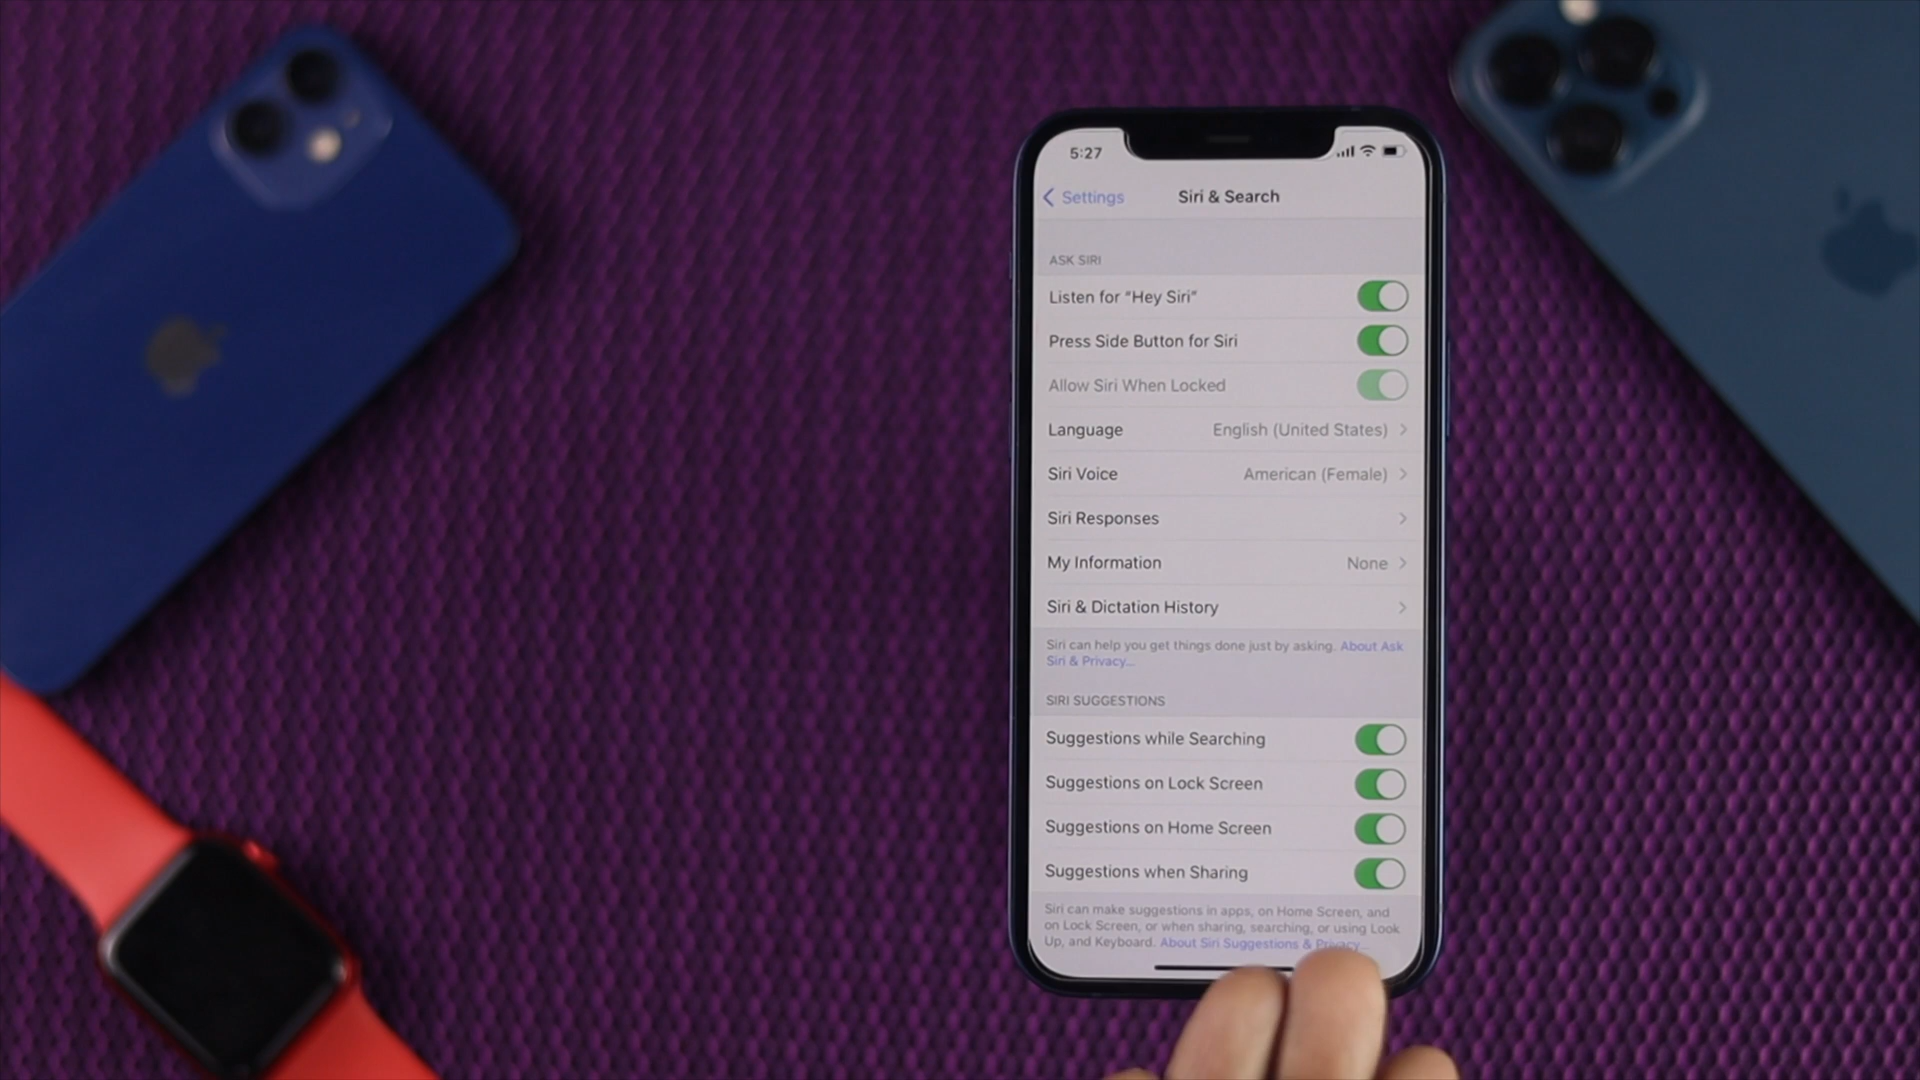 5:27
Settings
Siri & Search
ASK SIRI
Listen for “Hey Siri”
Press Side Button for Siri
Allow Siri When Locked
Language English (United States)
Siri Voice American (Female)
Siri Responses
My Information None
Siri & Dictation History
Siri can help you get things done just by asking. About Ask
Siri & Privacy...
SIRI SUGGESTIONS
Suggestions while Searching
Suggestions on Lock Screen
Suggestions on Home Screen
Suggestions when Sharing
Siri can make suggestions in apps, on Home Screen, and
on Lock Screen, or when sharing, searching, or using Look
Up, and Keyboard. About Siri Suggestions & Privacy...